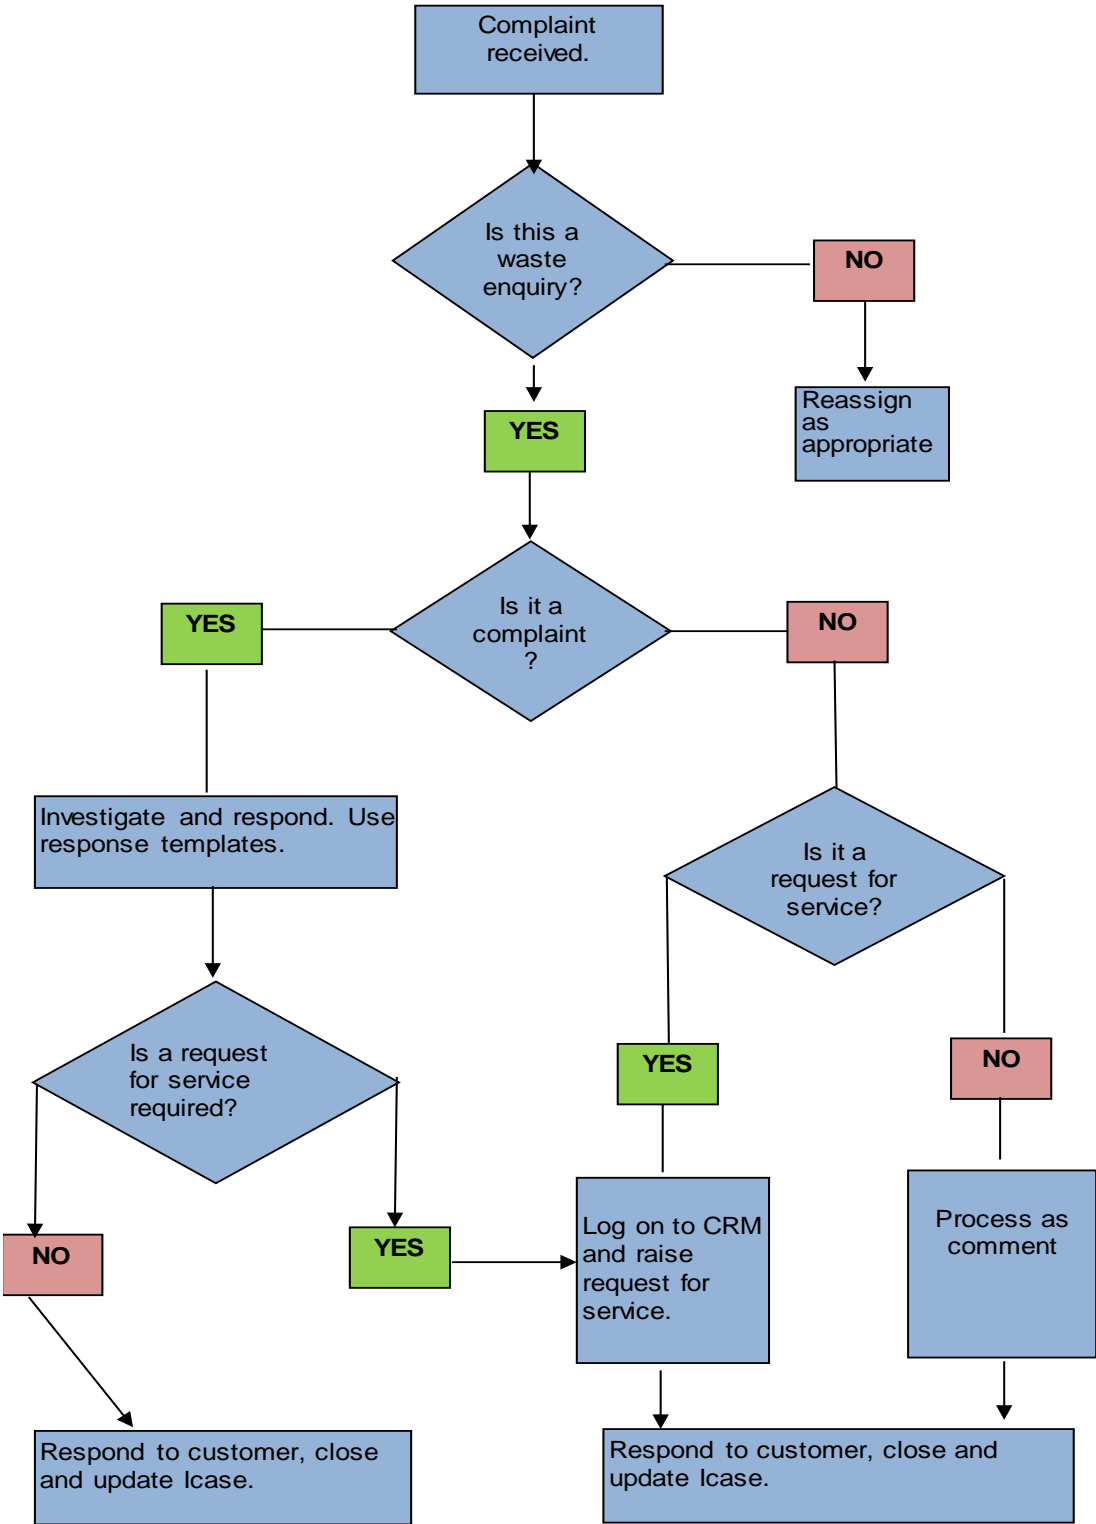 Complaint
received.
Is this a
waste
enquiry?
NO
Reassign
as
appropriate
YES
Is it a
complaint
?
YES
NO
Investigate and respond. Use
response templates.
Is it a
request for
service?
Is a request
for service
required?
YES
NO
NO
YES
Log on to CRM
and raise
request for
service.
Process as
comment
Respond to customer, close
and update Icase.
Respond to customer, close and
update Icase.